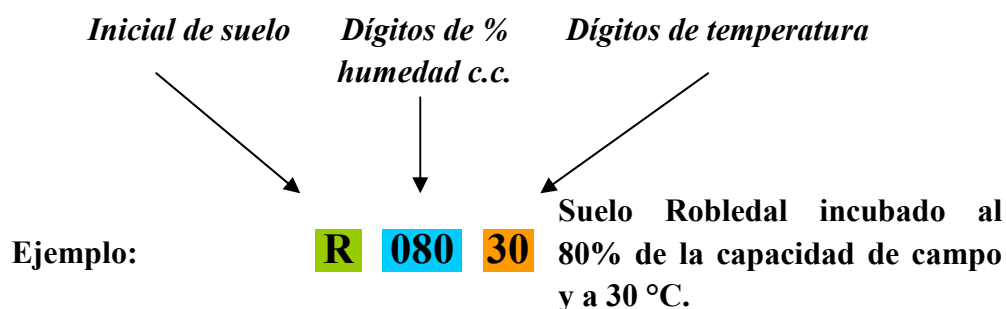 Inicial de suelo Dígitos de % Dígitos de temperatura
humedad c.c.
Suelo Robledal incubado al
Ejemplo: R 080 30 80% de la capacidad de campo
y a 30 °C.